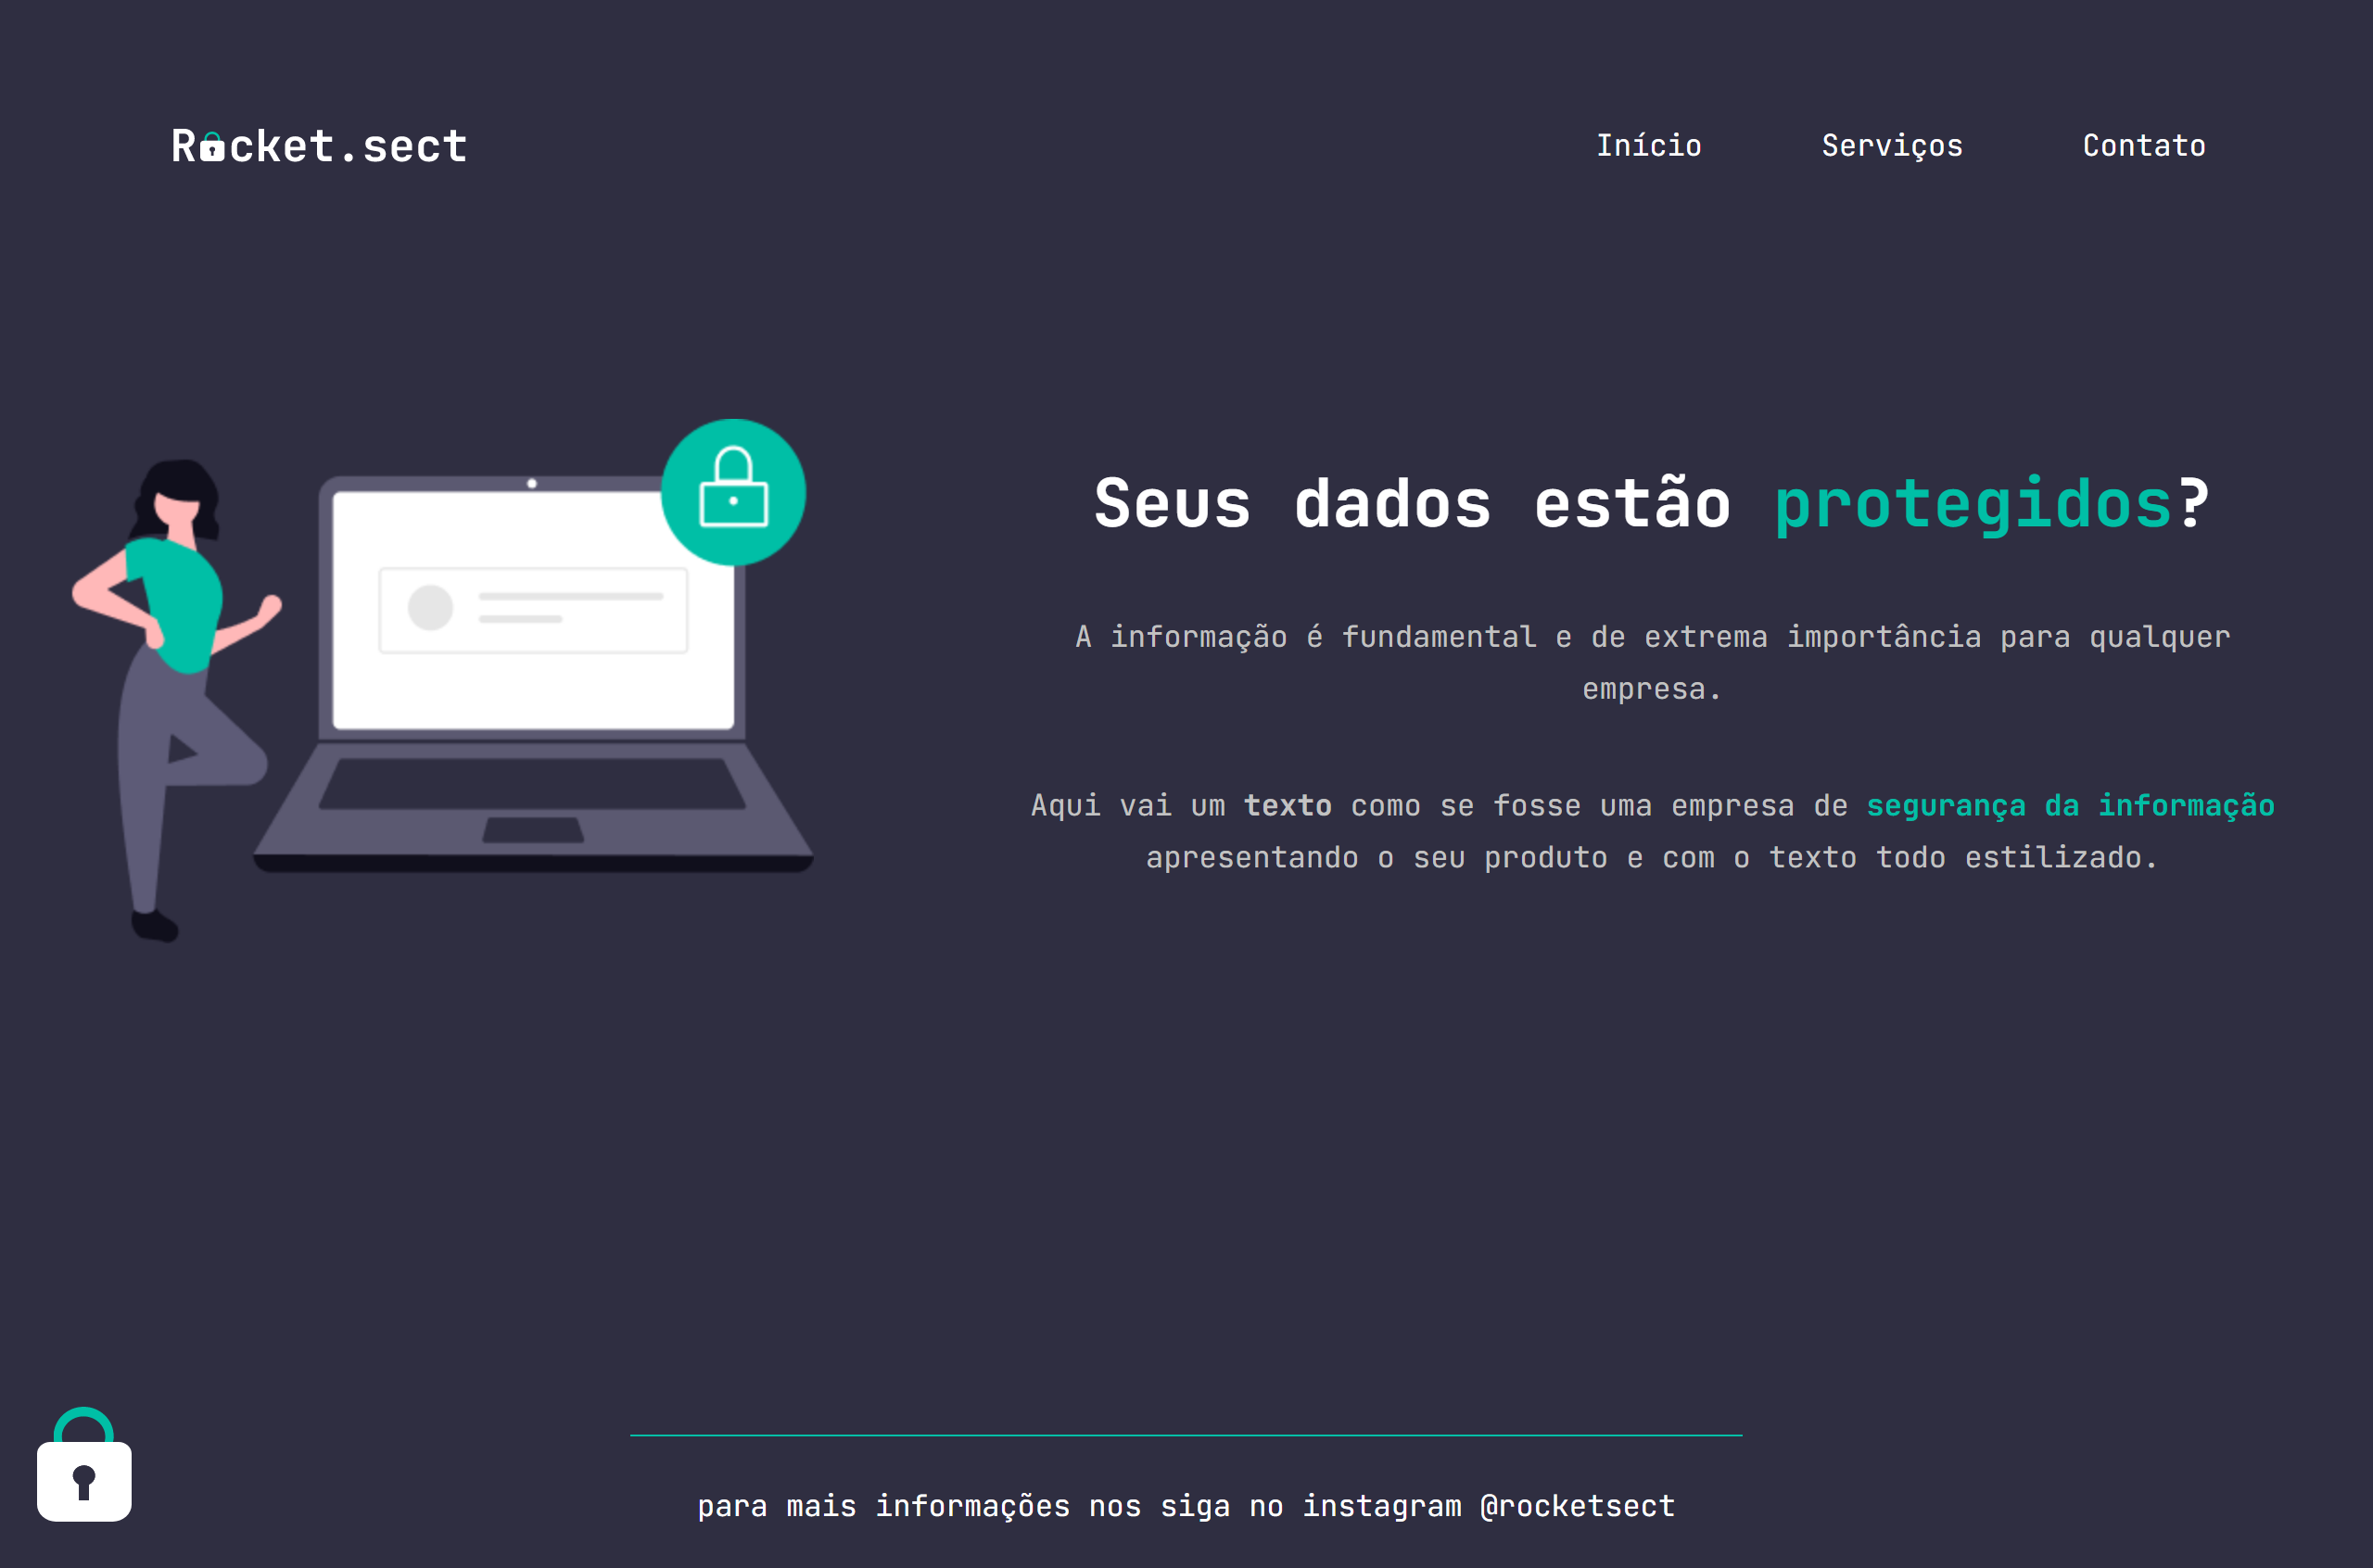 Rocket.sect
Início Serviços Contato
Seus dados estão protegidos?
A informação é fundamental e de extrema importância para qualquer
empresa.
Aqui vai um texto como se fosse uma empresa de segurança da informação
apresentando o seu produto e com o texto todo estilizado.
para mais informações nos siga no instagram @rocketsect